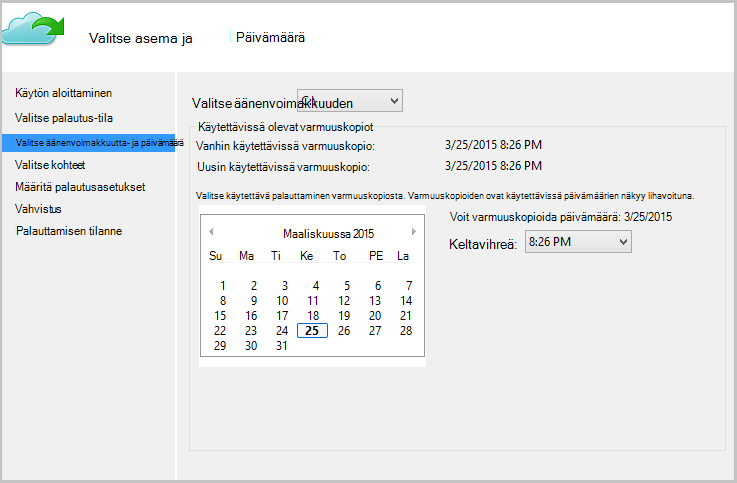 Valitse asema ja Päivämäärä
Käytön aloittaminen
Valitse palautus-tila
Valitse äänenvoimakkuutta- ja päivämäärä
Valitse kohteet
Määritä palautusasetukset
Vahvistus
Palauttamisen tilanne
Valitse äänenvoimakkuuden C:\
Käytettävissä olevat varmuuskopiot
Vanhin käytettävissä varmuuskopio: 3/25/2015 8:26 PM
Uusin käytettävissä varmuuskopio: 3/25/2015 8:26 PM
Valitse käytettävä palauttaminen varmuuskopiosta. Varmuuskopioiden ovat käytettävissä päivämäärien näkyy lihavoituna.
Voit varmuuskopioida päivämäärä: 3/25/2015
Keltavihreä: 8:26 PM
Maaliskuussa 2015
Su Ma Ti Ke To PE La
1 2 3 4 5 6 7
8 9 10 11 12 13 14
15 16 17 18 19 20 21
22 23 24 25 26 27 28
29 30 31